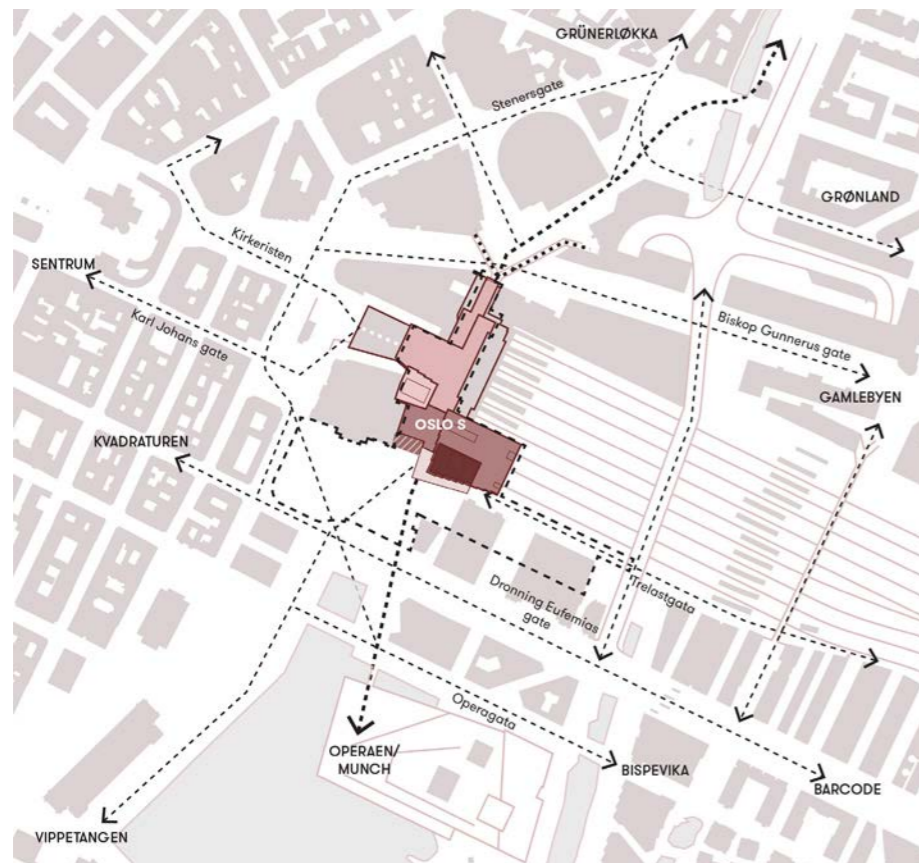 GRÜNERLØKKA
Stenersgate
GRØNLAND
Kirkeristen
SENTRUM
Karl Johans gate
Biskop Gunnerus gate
GAMLEBYEN
OSLO S
KVADRATUREN
Dronning Eufemias
gate
Trelastgata
Operagata
OPERAEN/
MUNCH
BISPEVIKA
BARCODE
VIPPETANGEN